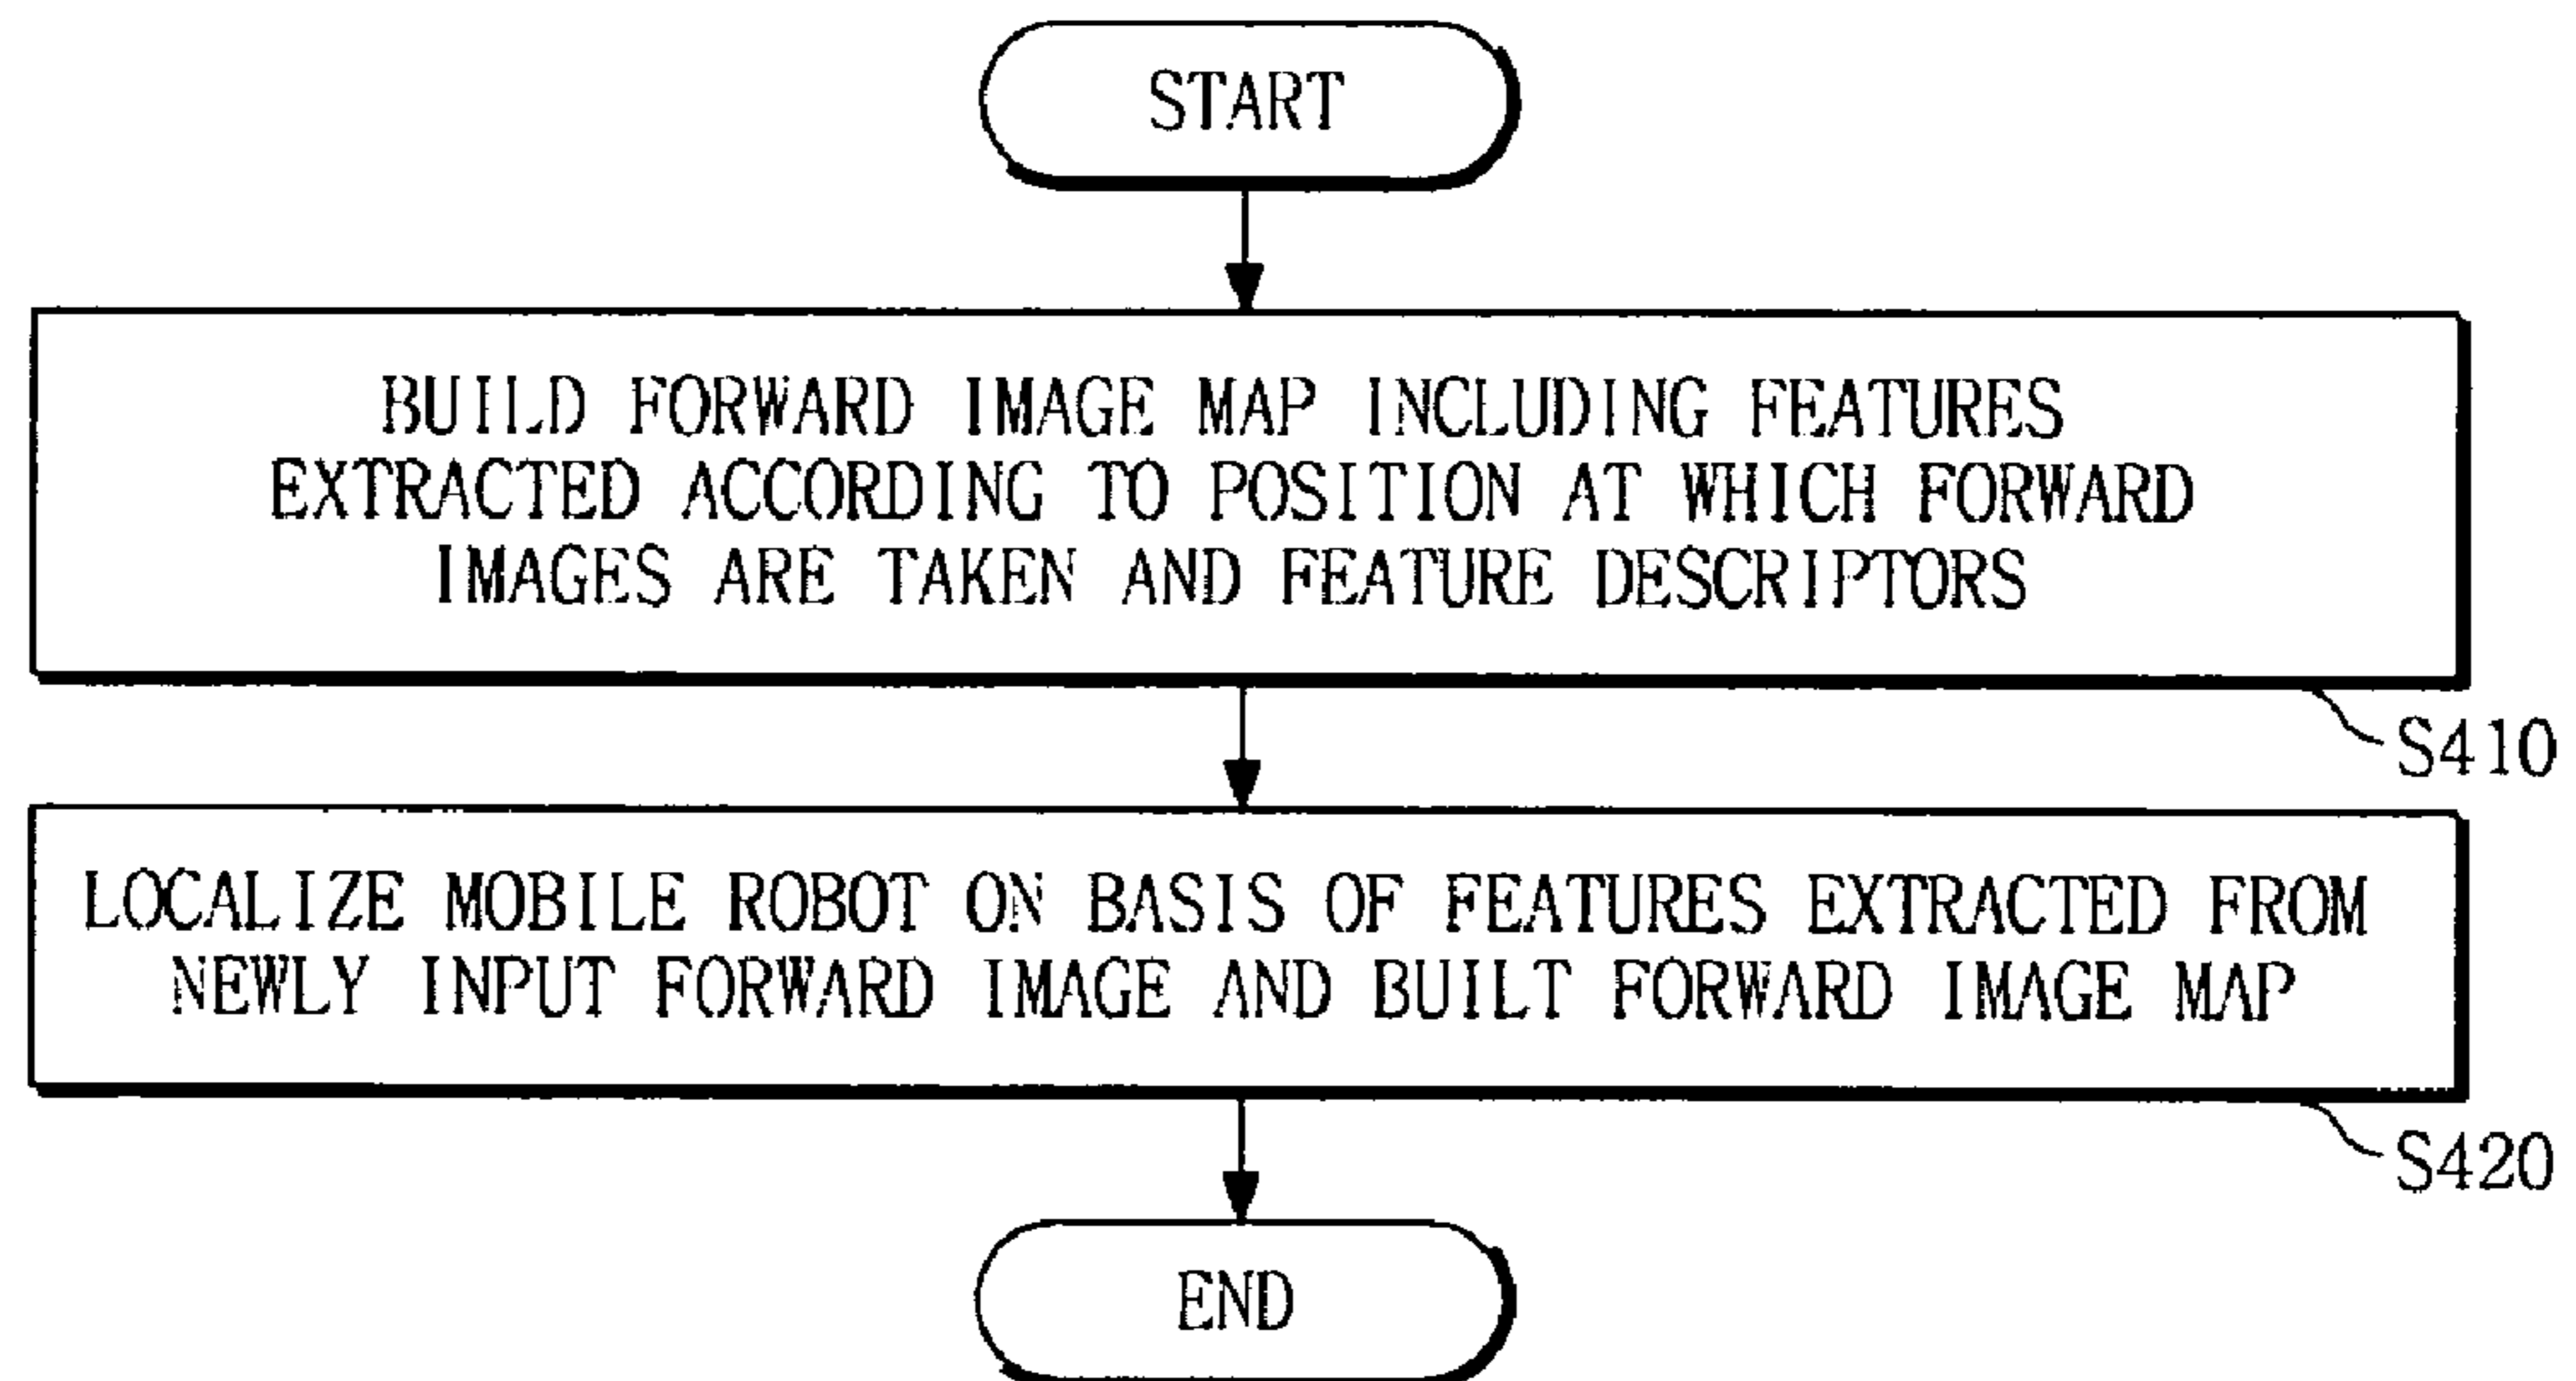 START
BUILD FORWARD IMAGE MAP INCLUDING FEATURES
EXTRACTED ACCORDING TO POSITION AT WHICH FORWARD
IMAGES ARE TAKEN AND FEATURE DESCRIPTORS
S410
LOCALIZE MOBILE ROBOT ON BASIS OF FEATURES EXTRACTED FROM
NEWLY INPUT FORWARD IMAGE AND BUILT FORWARD IMAGE MAP
S420
END